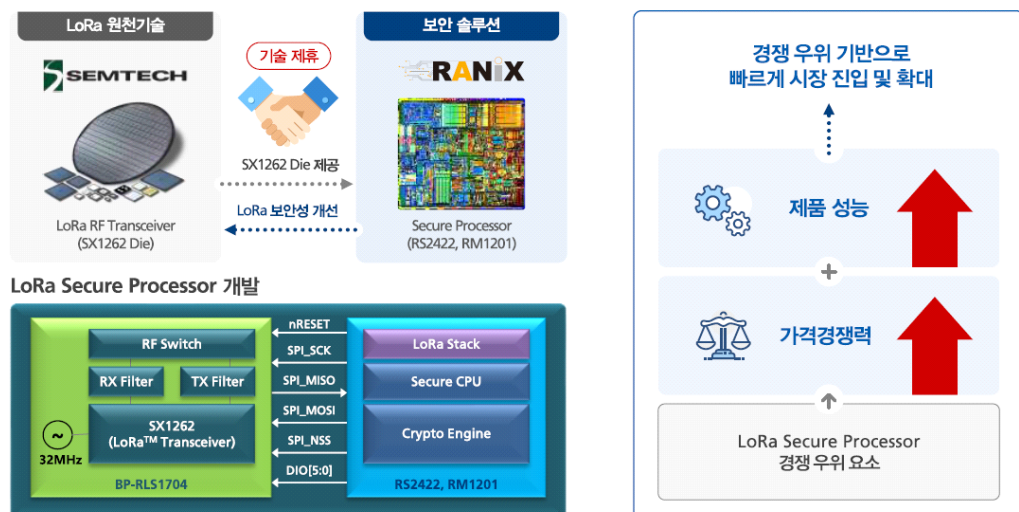 LoRa 원천기술
SEMTECH
LoRa RF Transceiver
(SX1262 Die)
기술 제휴
SX1262 Die 제공
LoRa 보안성 개선
보안 솔루션
RANiX
Secure Processor
(RS2422, RM1201)
LoRa Secure Processor 개발
RF Switch
RX Filter
TX Filter
SX1262
(LoRa™ Transceiver)
~
32MHz
BP-RLS1704
nRESET
SPI_SCK
SPI_MISO
SPI_MOSI
SPI_NSS
DIO[5:0]
LoRa Stack
Secure CPU
Crypto Engine
RS2422, RM1201
경쟁 우위 기반으로
빠르게 시장 진입 및 확대
제품 성능
+
가격경쟁력
LoRa Secure Processor
경쟁 우위 요소